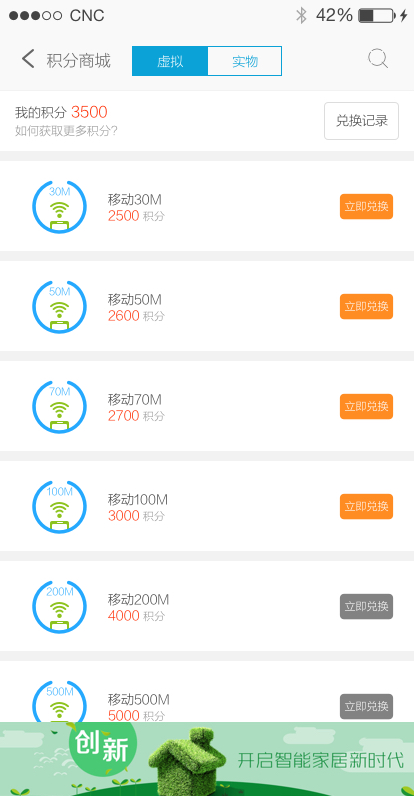 CNC 42%
积分商城 虚拟 实物
我的积分 3500
如何获取更多积分?
兑换记录
30M
移动30M
2500 积分
立即兑换
50M
移动50M
2600 积分
立即兑换
70M
移动70M
2700 积分
立即兑换
100M
移动100M
3000 积分
立即兑换
200M
移动200M
4000 积分
立即兑换
500M
移动500M
5000 积分
立即兑换
创新
开启智能家居新时代